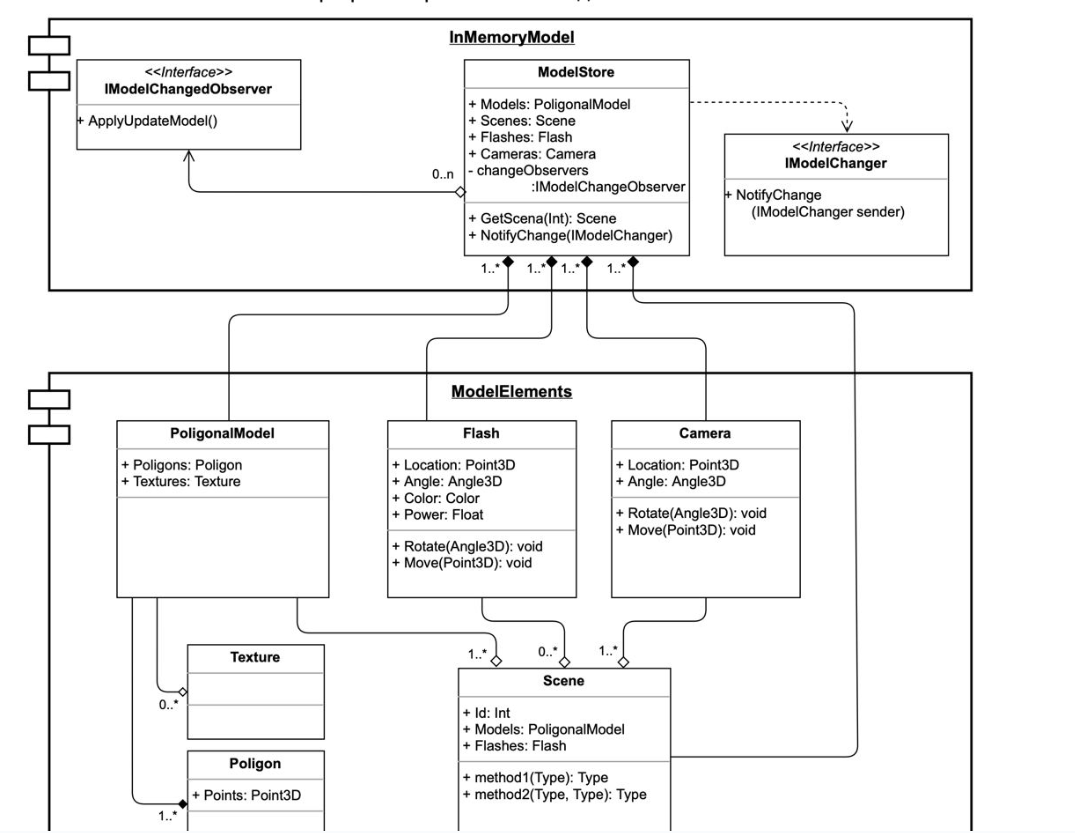 InMemoryModel
<<Interface>>
IModelChangedObserver
+ ApplyUpdateModel()
0..n
ModelStore
+ Models: PoligonalModel
+ Scenes: Scene
+ Flashes: Flash
+ Cameras: Camera
- changeObservers
:IModelChangeObserver
+ GetScena(Int): Scene
+ NotifyChange(IModelChanger)
<<Interface>>
IModelChanger
+ NotifyChange
(IModelChanger sender)
1..*
1..*
1..*
1..*
ModelElements
PoligonalModel
+ Poligons: Poligon
+ Textures: Texture
Flash
+ Location: Point3D
+ Angle: Angle3D
+ Color: Color
+ Power: Float
+ Rotate(Angle3D): void
+ Move(Point3D): void
Camera
+ Location: Point3D
+ Angle: Angle3D
+ Rotate(Angle3D): void
+ Move(Point3D): void
Texture
0..*
Poligon
+ Points: Point3D
1..*
1..*
0..*
1..*
Scene
+ Id: Int
+ Models: PoligonalModel
+ Flashes: Flash
+ method1(Type): Type
+ method2(Type, Type): Type